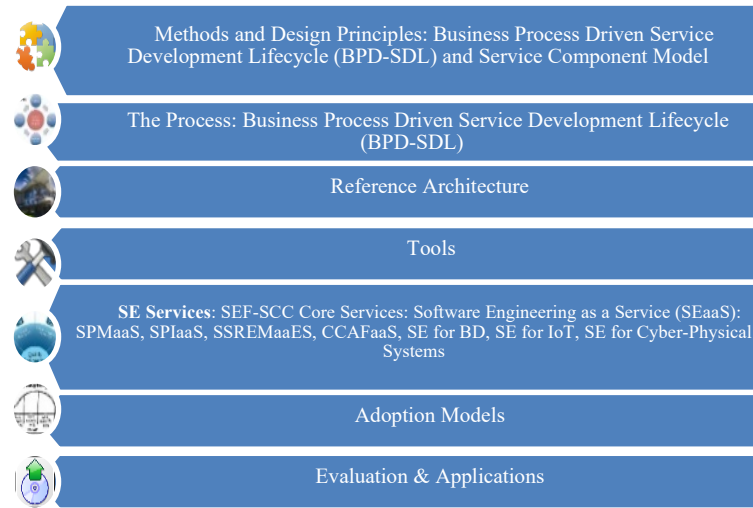 Methods and Design Principles: Business Process Driven Service
Development Lifecycle (BPD-SDL) and Service Component Model
The Process: Business Process Driven Service Development Lifecycle
(BPD-SDL)
Reference Architecture
Tools
SE Services: SEF-SCC Core Services: Software Engineering as a Service (SEaaS):
SPMaaS, SPIaaS, SSREMaaES, CCAFaaS, SE for BD, SE for IoT, SE for Cyber-Physical
Systems
Adoption Models
Evaluation & Applications